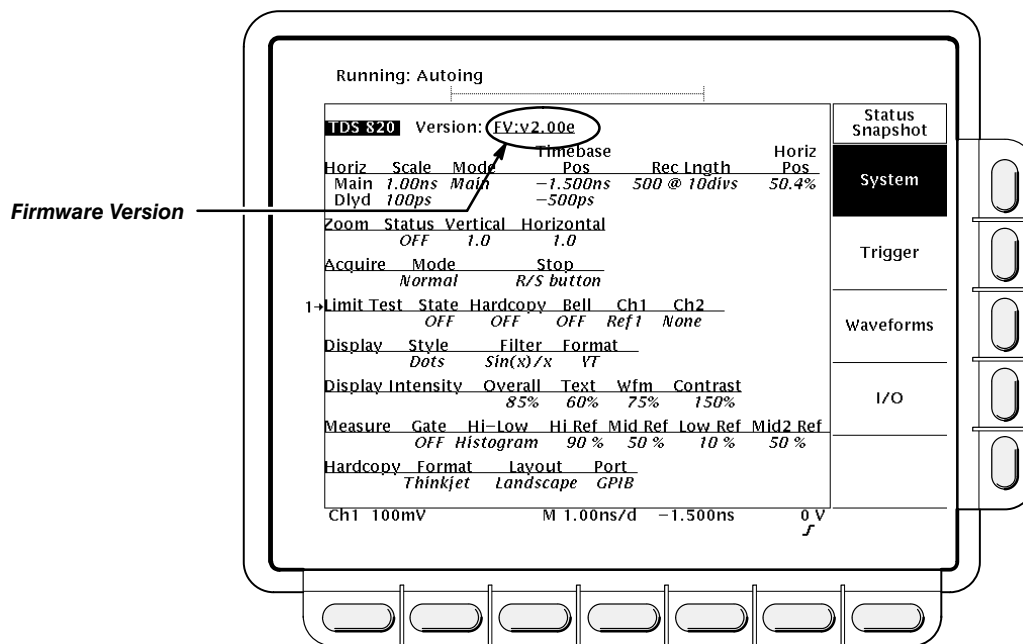 Running: Autoing
TDS 820 Version: FV:v2.00e
Timebase Horiz
Horiz Scale Mode Pos Rec Lngth Pos
Main 1.00ns Main −1.500ns 500 @ 10divs 50.4%
Dlyd 100ps −500ps
Zoom Status Vertical Horizontal
OFF 1.0 1.0
Acquire Mode Stop
Normal R/S button
1→Limit Test State Hardcopy Bell Ch1 Ch2
OFF OFF OFF Ref1 None
Display Style Filter Format
Dots Sin(x)/x YT
Display Intensity Overall Text Wfm Contrast
85% 60% 75% 150%
Measure Gate Hi−Low Hi Ref Mid Ref Low Ref Mid2 Ref
OFF Histogram 90 % 50 % 10 % 50 %
Hardcopy Format Layout Port
Thinkjet Landscape GPIB
Ch1 100mV M 1.00ns/d −1.500ns 0 V
Status
Snapshot
System
Trigger
Waveforms
I/O
Firmware Version